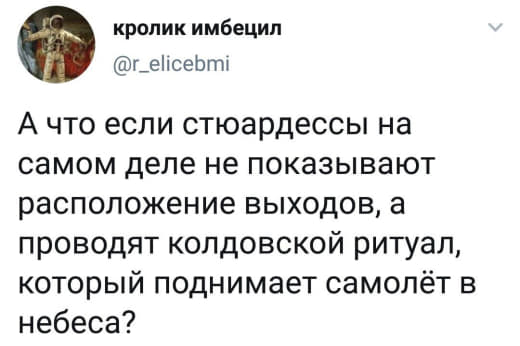 кролик имбецил
@r_elicebmi
А что если стюардессы на
самом деле не показывают
расположение выходов, а
проводят колдовской ритуал,
который поднимает самолёт в
небеса?